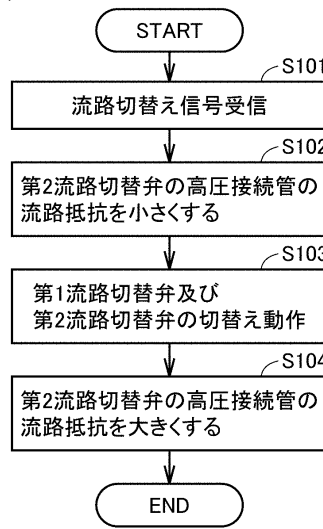 START
S101
流路切替え信号受信
S102
第2流路切替弁の高圧接続管の
流路抵抗を小さくする
S103
第1流路切替弁及び
第2流路切替弁の切替え動作
S104
第2流路切替弁の高圧接続管の
流路抵抗を大きくする
END